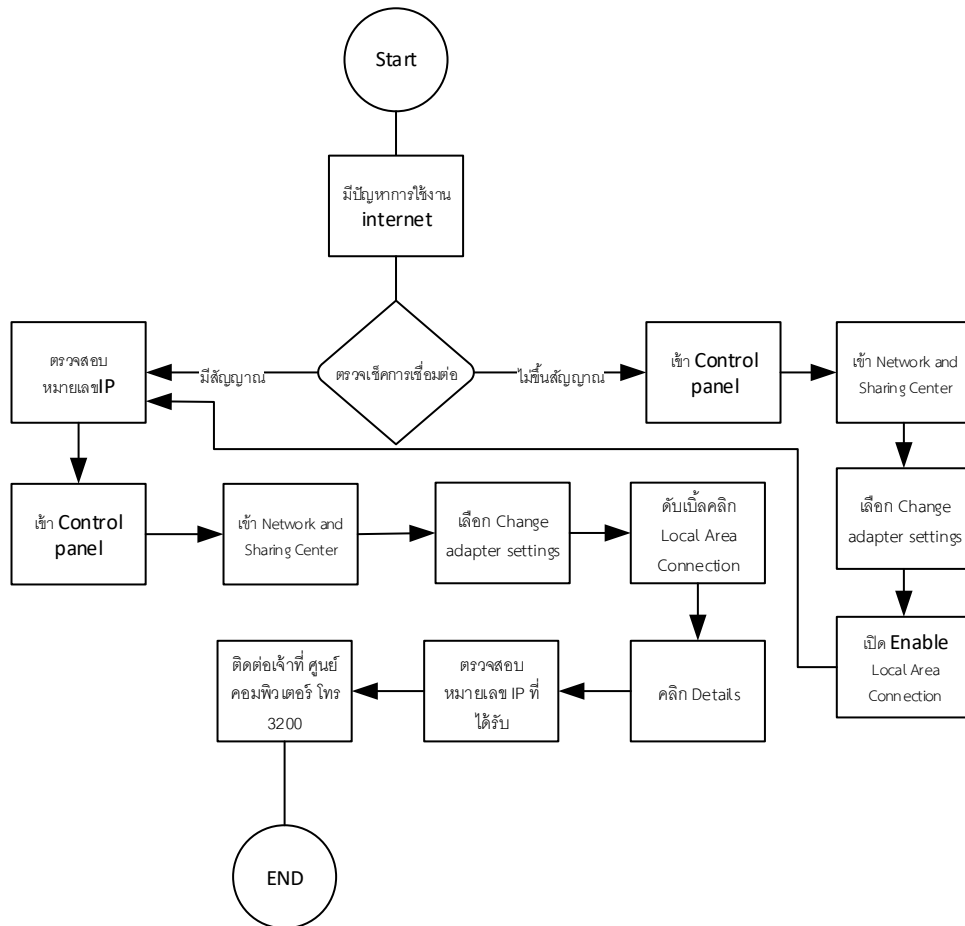 Start
มีปัญหาการใช้งาน
internet
ตรวจเช็คการเชื่อมต่อ
มีสัญญาณ
ไม่ขึ้นสัญญาณ
ตรวจสอบ
หมายเลขIP
เข้า Control
panel
เข้า Network and
Sharing Center
เลือก Change
adapter settings
เปิด Enable
Local Area
Connection
เข้า Control
panel
เข้า Network and
Sharing Center
เลือก Change
adapter settings
ดับเบิ้ลคลิก
Local Area
Connection
คลิก Details
ตรวจสอบ
หมายเลข IP ที่
ได้รับ
ติดต่อเจ้าที่ ศูนย์
คอมพิวเตอร์ โทร
3200
END